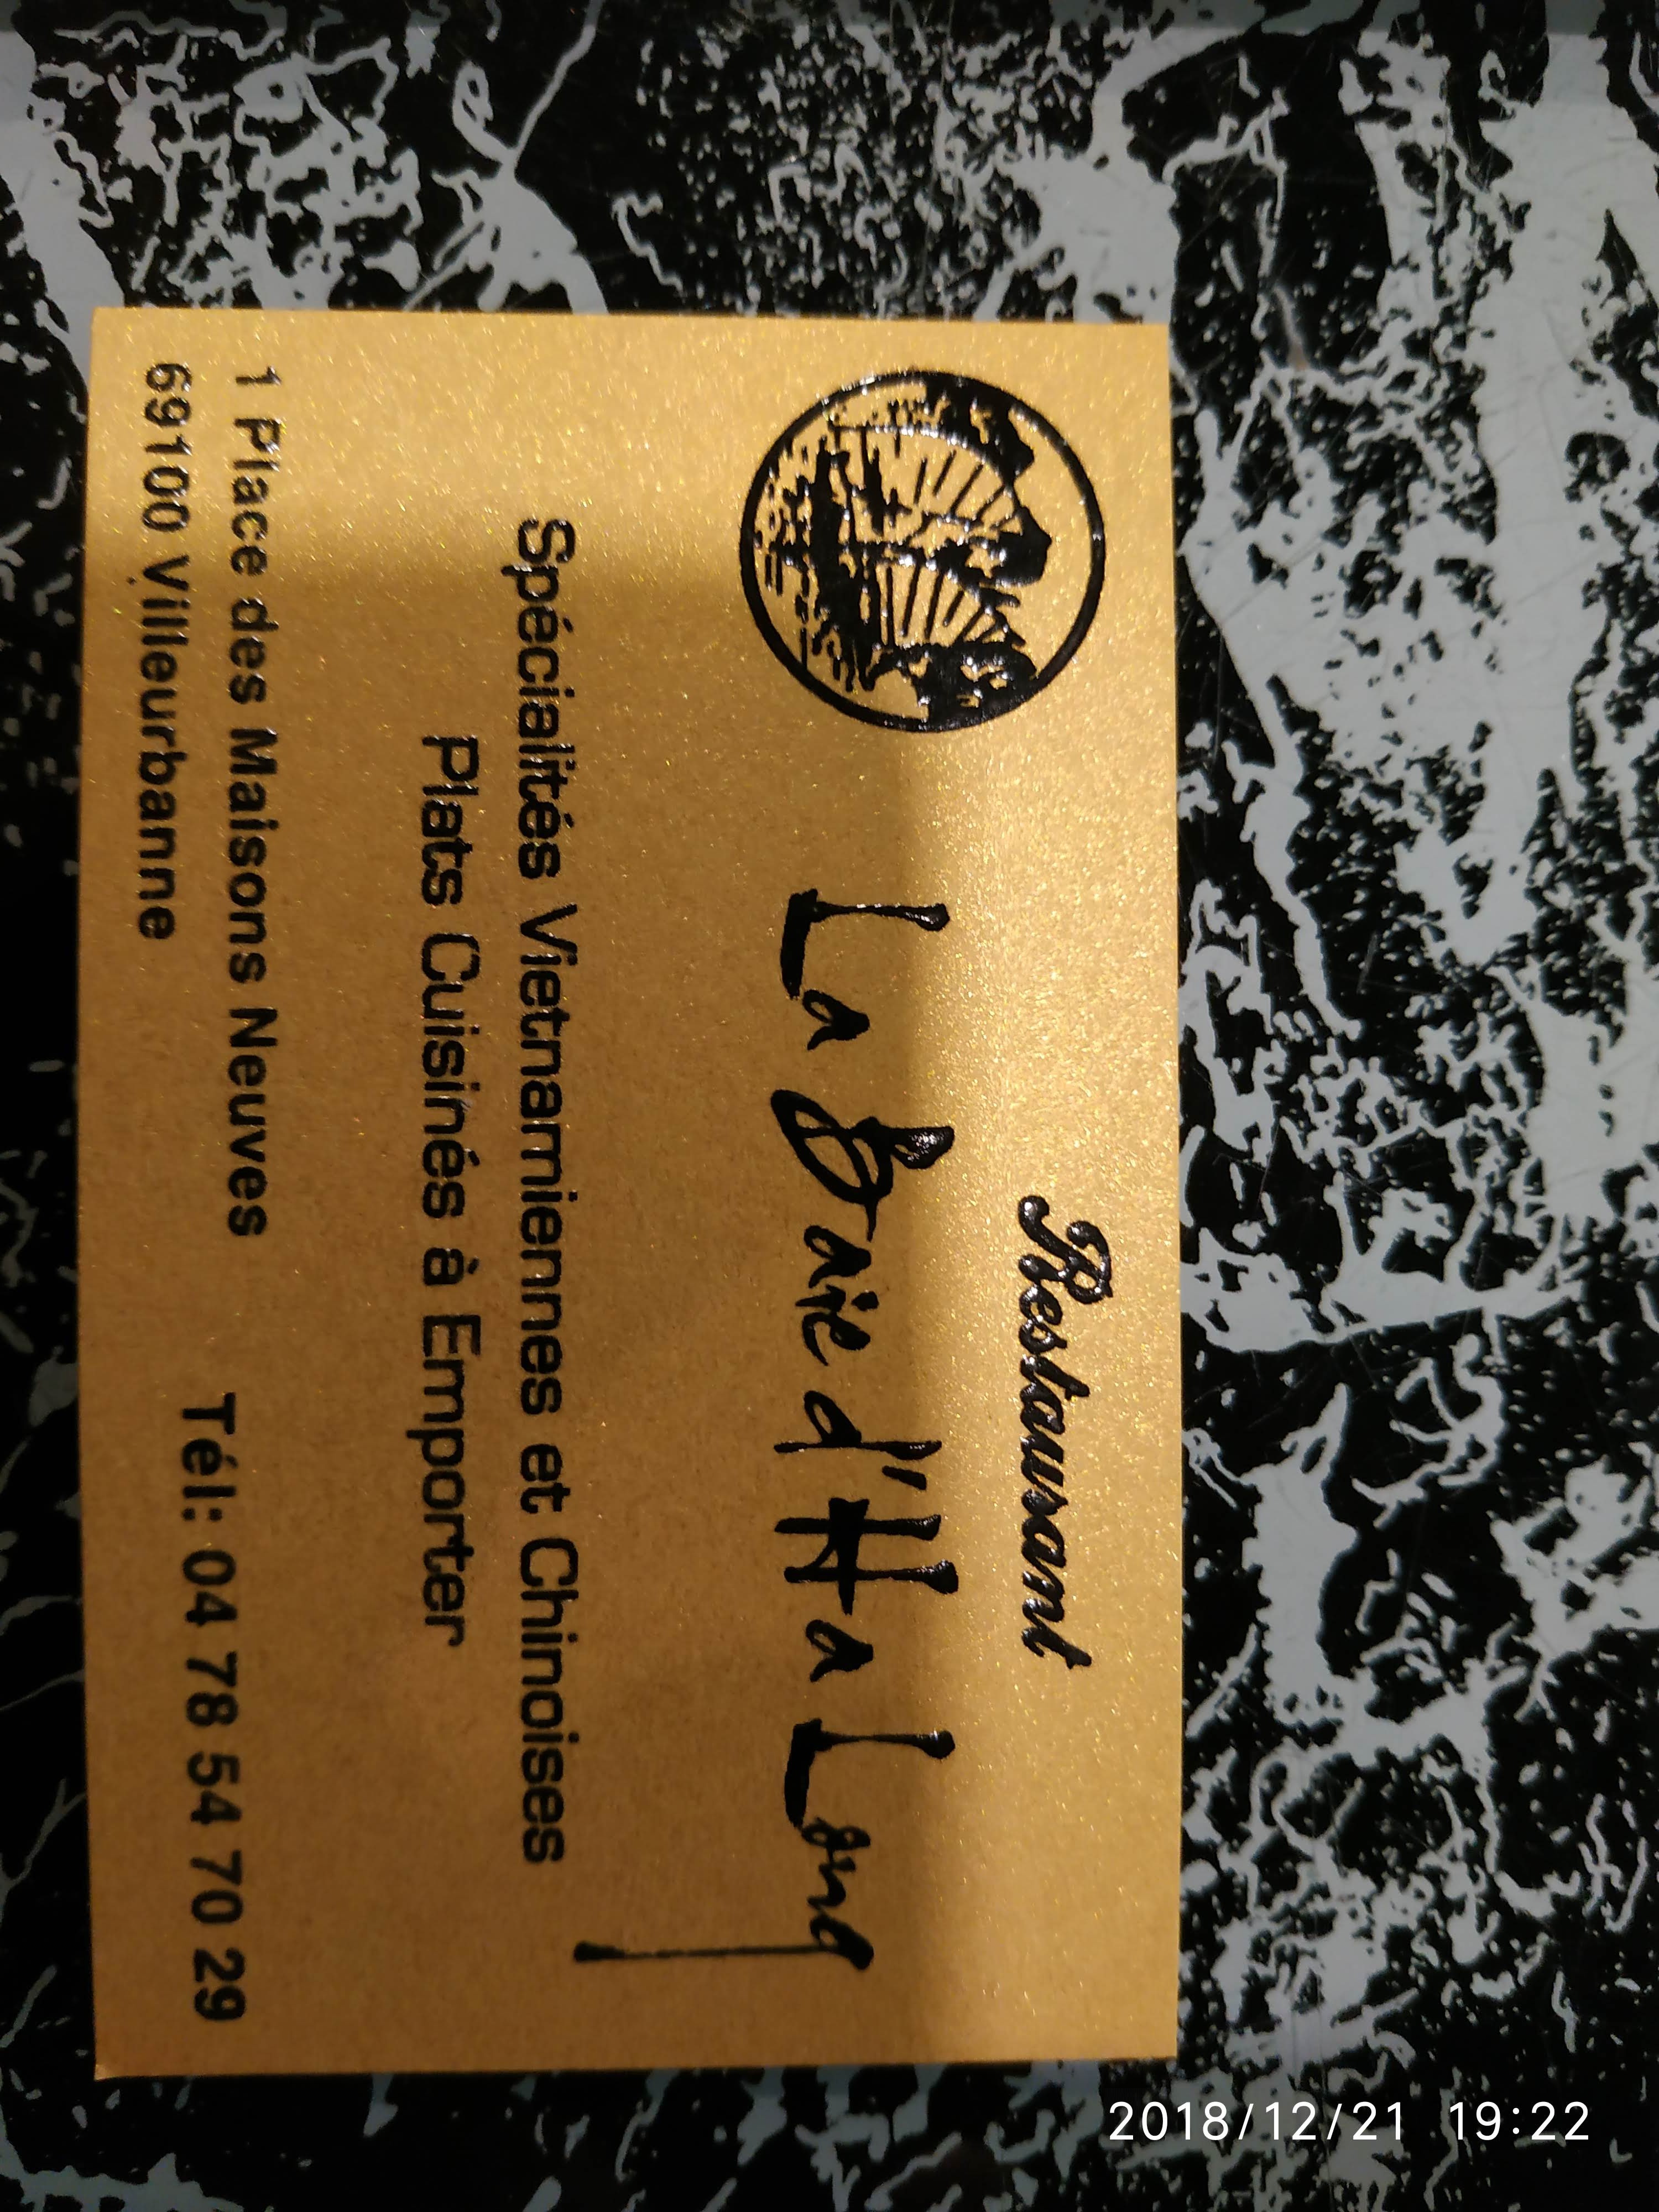 Restaurant
La Baie d'Ha Long
Spécialités Vietnamiennes et Chinoises
Plats Cuisinés à Emporter
1 Place des Maisons Neuves
69100 Villeurbanne
Tél: 04 78 54 70 29
2018/12/21 19:22